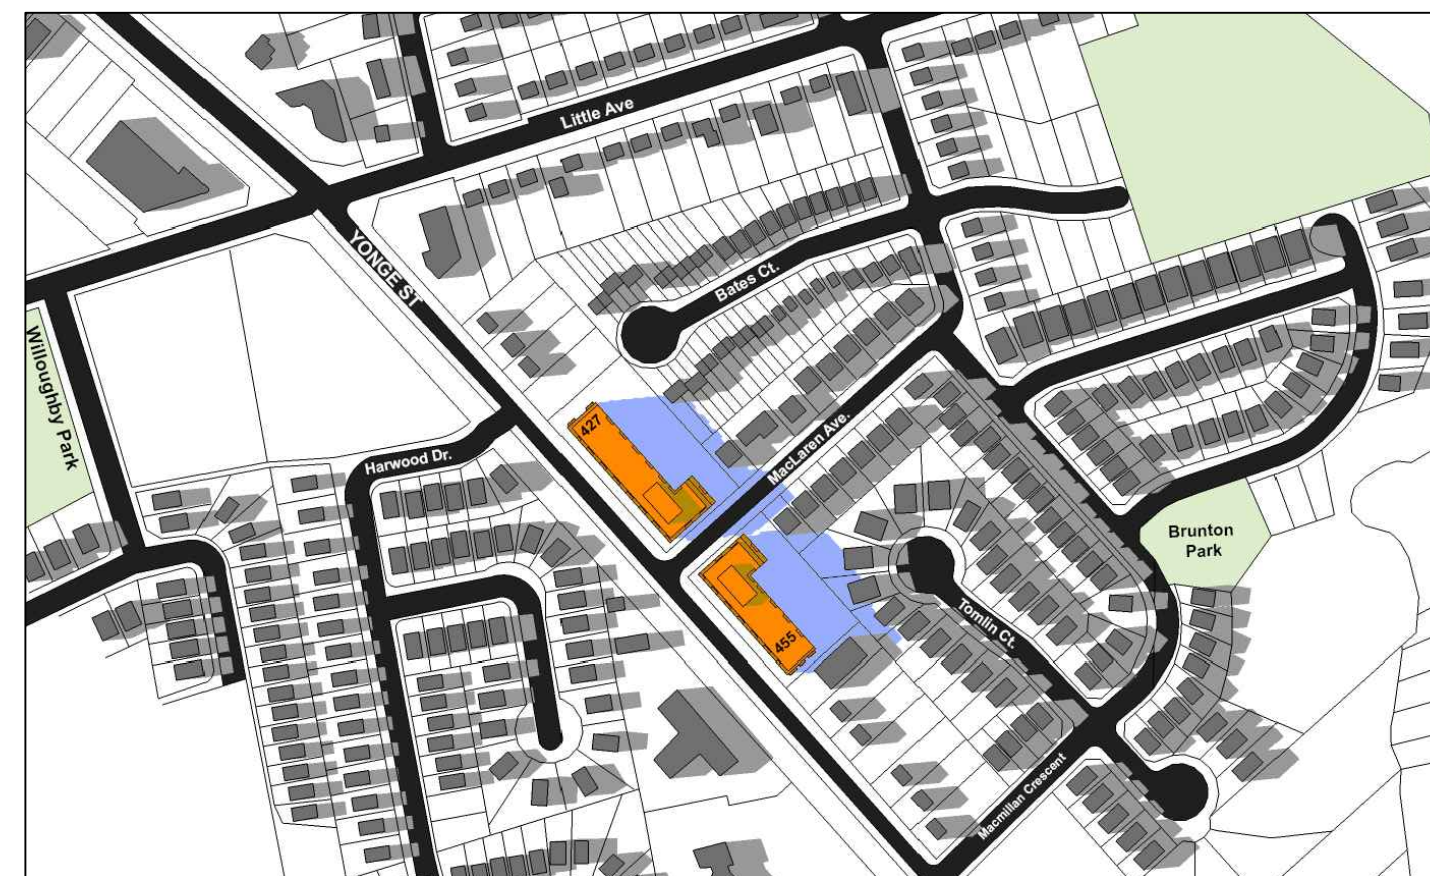 Little Ave
YONGE ST
Bates Ct.
Willoughby Park
427
MacLaren Ave.
Harwood Dr.
Brunton
Park
Tomlin Ct.
455
Macmillan Crescent